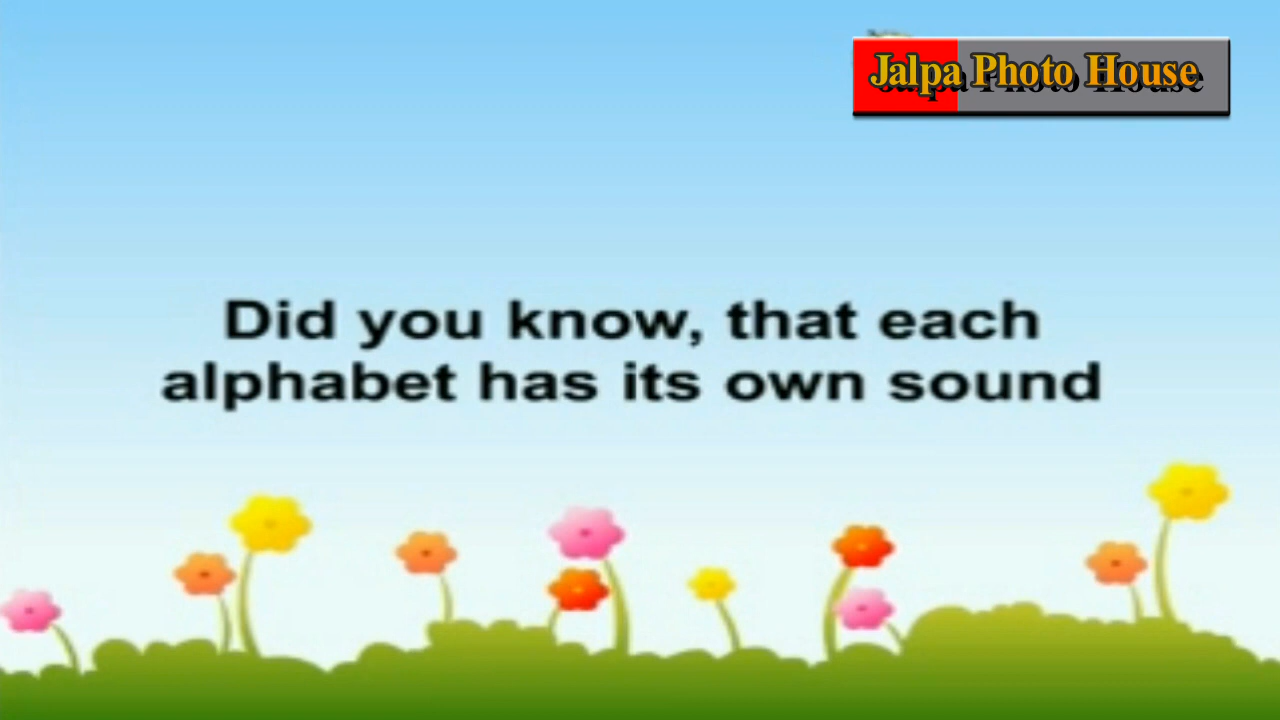 Jalpa Photo House
Did you know, that each
alphabet has its own sound